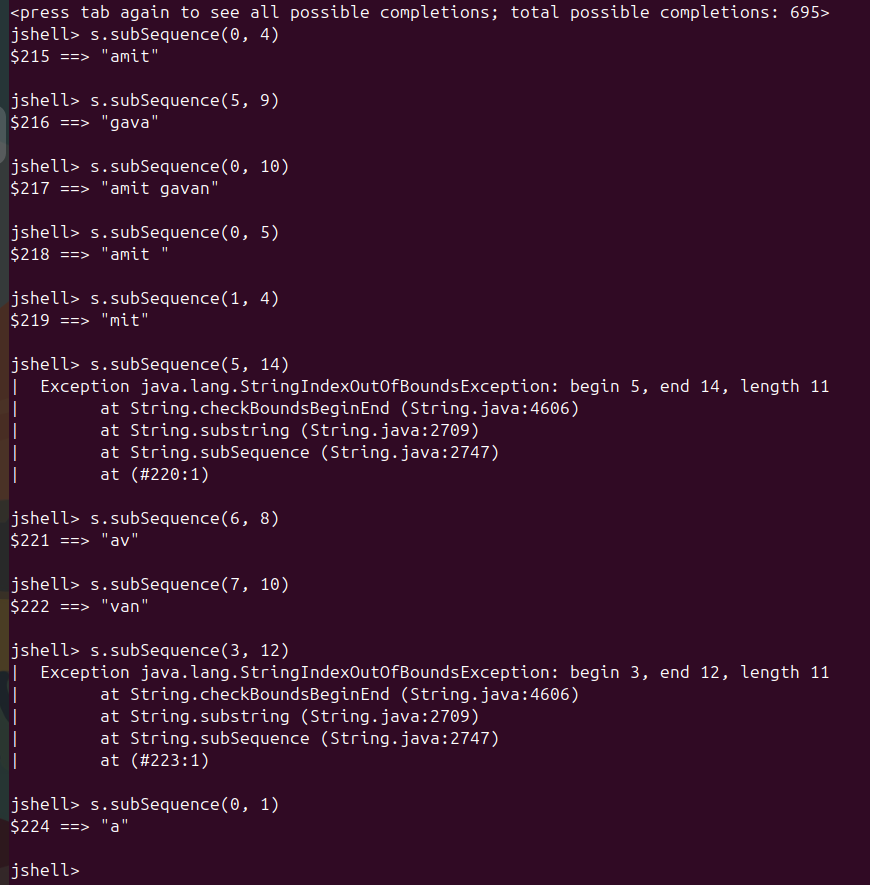 <press tab again to see all possible completions; total possible completions: 695>
jshell> s.subSequence(0, 4)
$215 ==> "amit"
jshell> s.subSequence(5, 9)
$216 ==> "gava"
jshell> s.subSequence(0, 10)
$217 ==> "amit gavan"
jshell> s.subSequence(0, 5)
$218 ==> "amit "
jshell> s.subSequence(1, 4)
$219 ==> "mit"
jshell> s.subSequence(5, 14)
|  Exception java.lang.StringIndexOutOfBoundsException: begin 5, end 14, length 11
|        at String.checkBoundsBeginEnd (String.java:4606)
|        at String.substring (String.java:2709)
|        at String.subSequence (String.java:2747)
|        at (#220:1)
jshell> s.subSequence(6, 8)
$221 ==> "av"
jshell> s.subSequence(7, 10)
$222 ==> "van"
jshell> s.subSequence(3, 12)
|  Exception java.lang.StringIndexOutOfBoundsException: begin 3, end 12, length 11
|        at String.checkBoundsBeginEnd (String.java:4606)
|        at String.substring (String.java:2709)
|        at String.subSequence (String.java:2747)
|        at (#223:1)
jshell> s.subSequence(0, 1)
$224 ==> "a"
jshell>